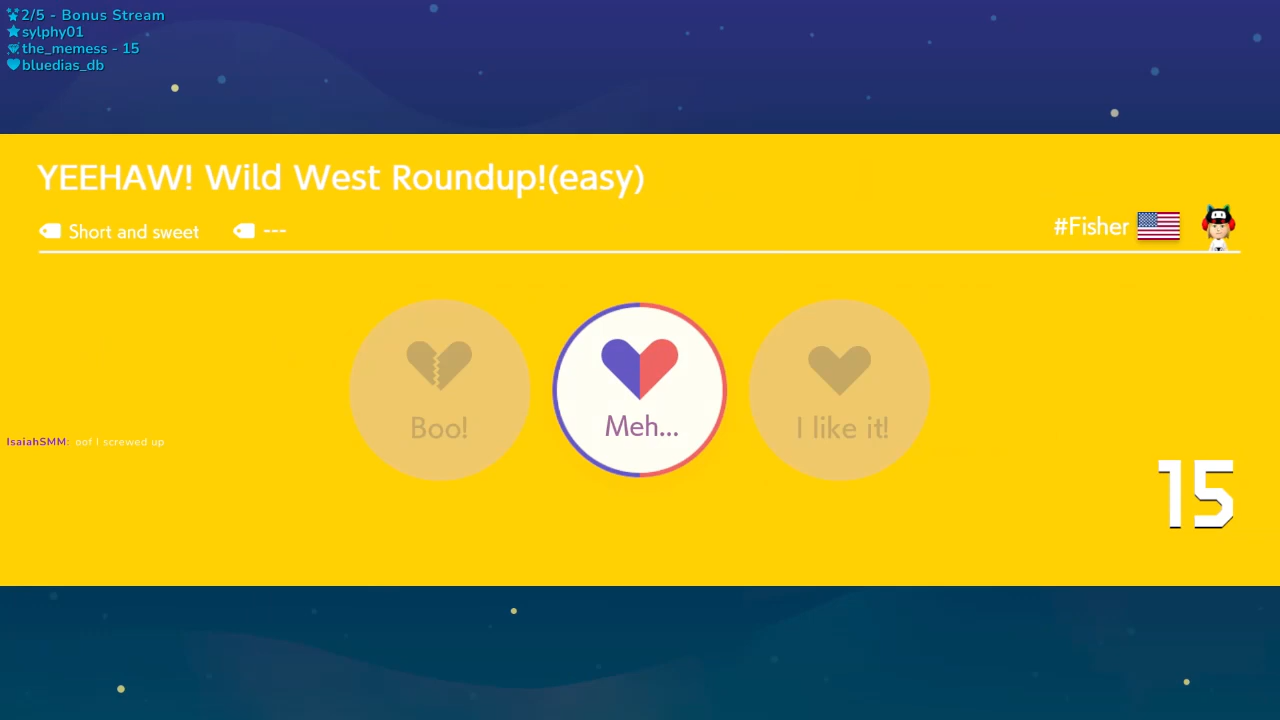 2/5 - Bonus Stream
sylphy01
the_memess - 15
bluedias_db
YEEHAW! Wild West Roundup!(easy)
Short and sweet
---
#Fisher
Boo!
Meh...
I like it!
IsaiahSMM: oof I screwed up
15